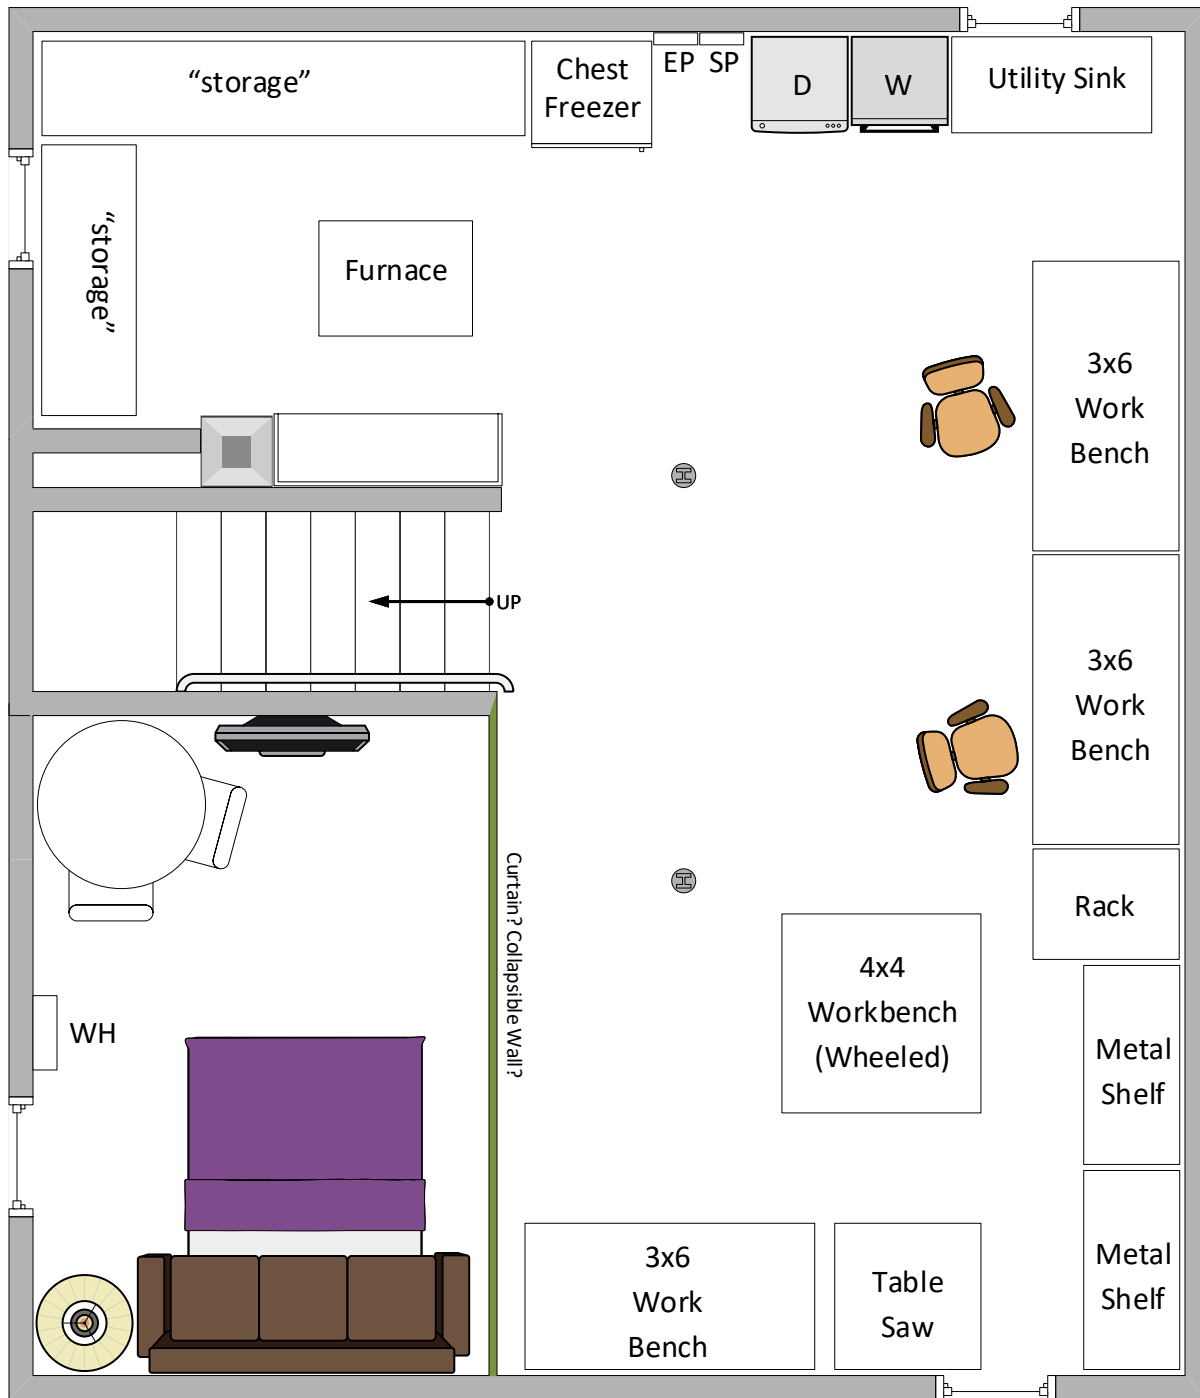 “storage”
Chest
Freezer
EP
SP
D
W
Utility Sink
“storage”
Furnace
3x6
Work
Bench
UP
3x6
Work
Bench
Curtain? Collapsible Wall?
Rack
4x4
Workbench
(Wheeled)
WH
Metal
Shelf
3x6
Work
Bench
Table
Saw
Metal
Shelf